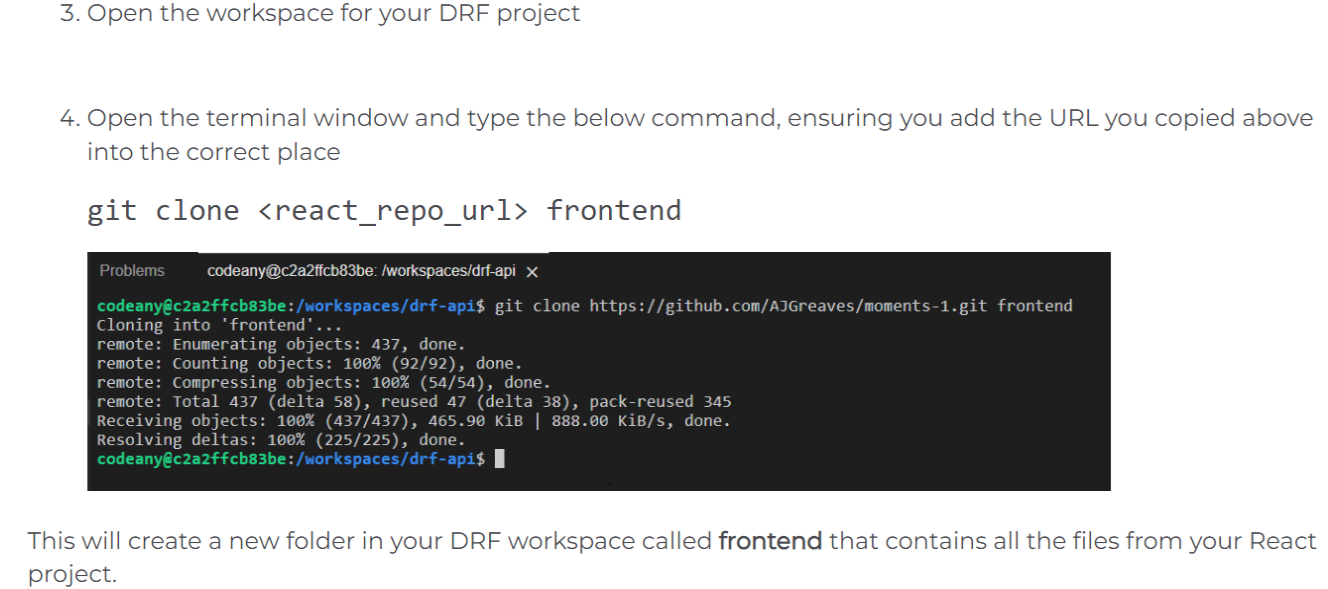 3. Open the workspace for your DRF project
4. Open the terminal window and type the below command, ensuring you add the URL you copied above
into the correct place
git clone <react_repo_url> frontend
Problems codeany@c2a2ffcb83be: /workspaces/drf-api ×
codeany@c2a2ffcb83be:/workspaces/drf-api$ git clone https://github.com/AJGreaves/moments-1.git frontend
Cloning into 'frontend'...
remote: Enumerating objects: 437, done.
remote: Counting objects: 100% (92/92), done.
remote: Compressing objects: 100% (54/54), done.
remote: Total 437 (delta 58), reused 47 (delta 38), pack-reused 345
Receiving objects: 100% (437/437), 465.90 KiB | 888.00 KiB/s, done.
Resolving deltas: 100% (225/225), done.
codeany@c2a2ffcb83be:/workspaces/drf-api$
This will create a new folder in your DRF workspace called frontend that contains all the files from your React
project.